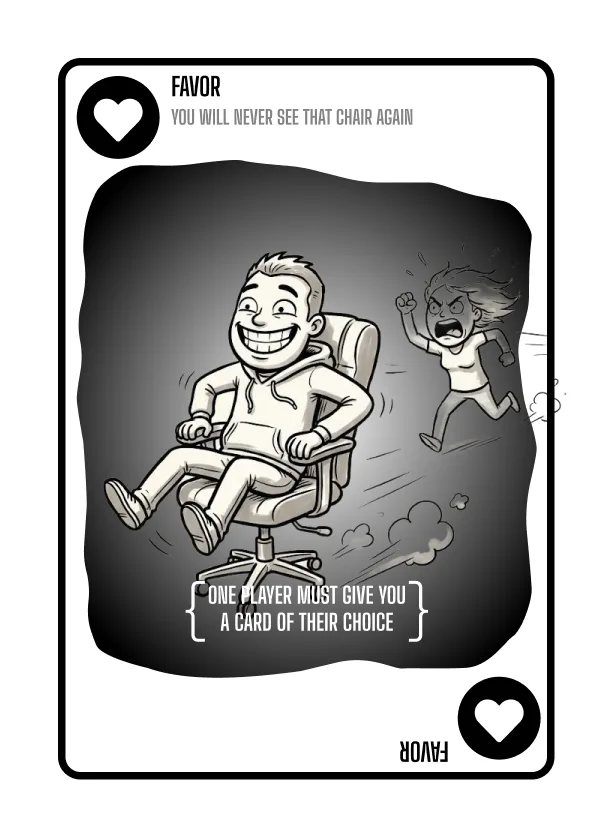 FAVOR
YOU WILL NEVER SEE THAT CHAIR AGAIN
ONE PLAYER MUST GIVE YOU
A CARD OF THEIR CHOICE
FAVOR